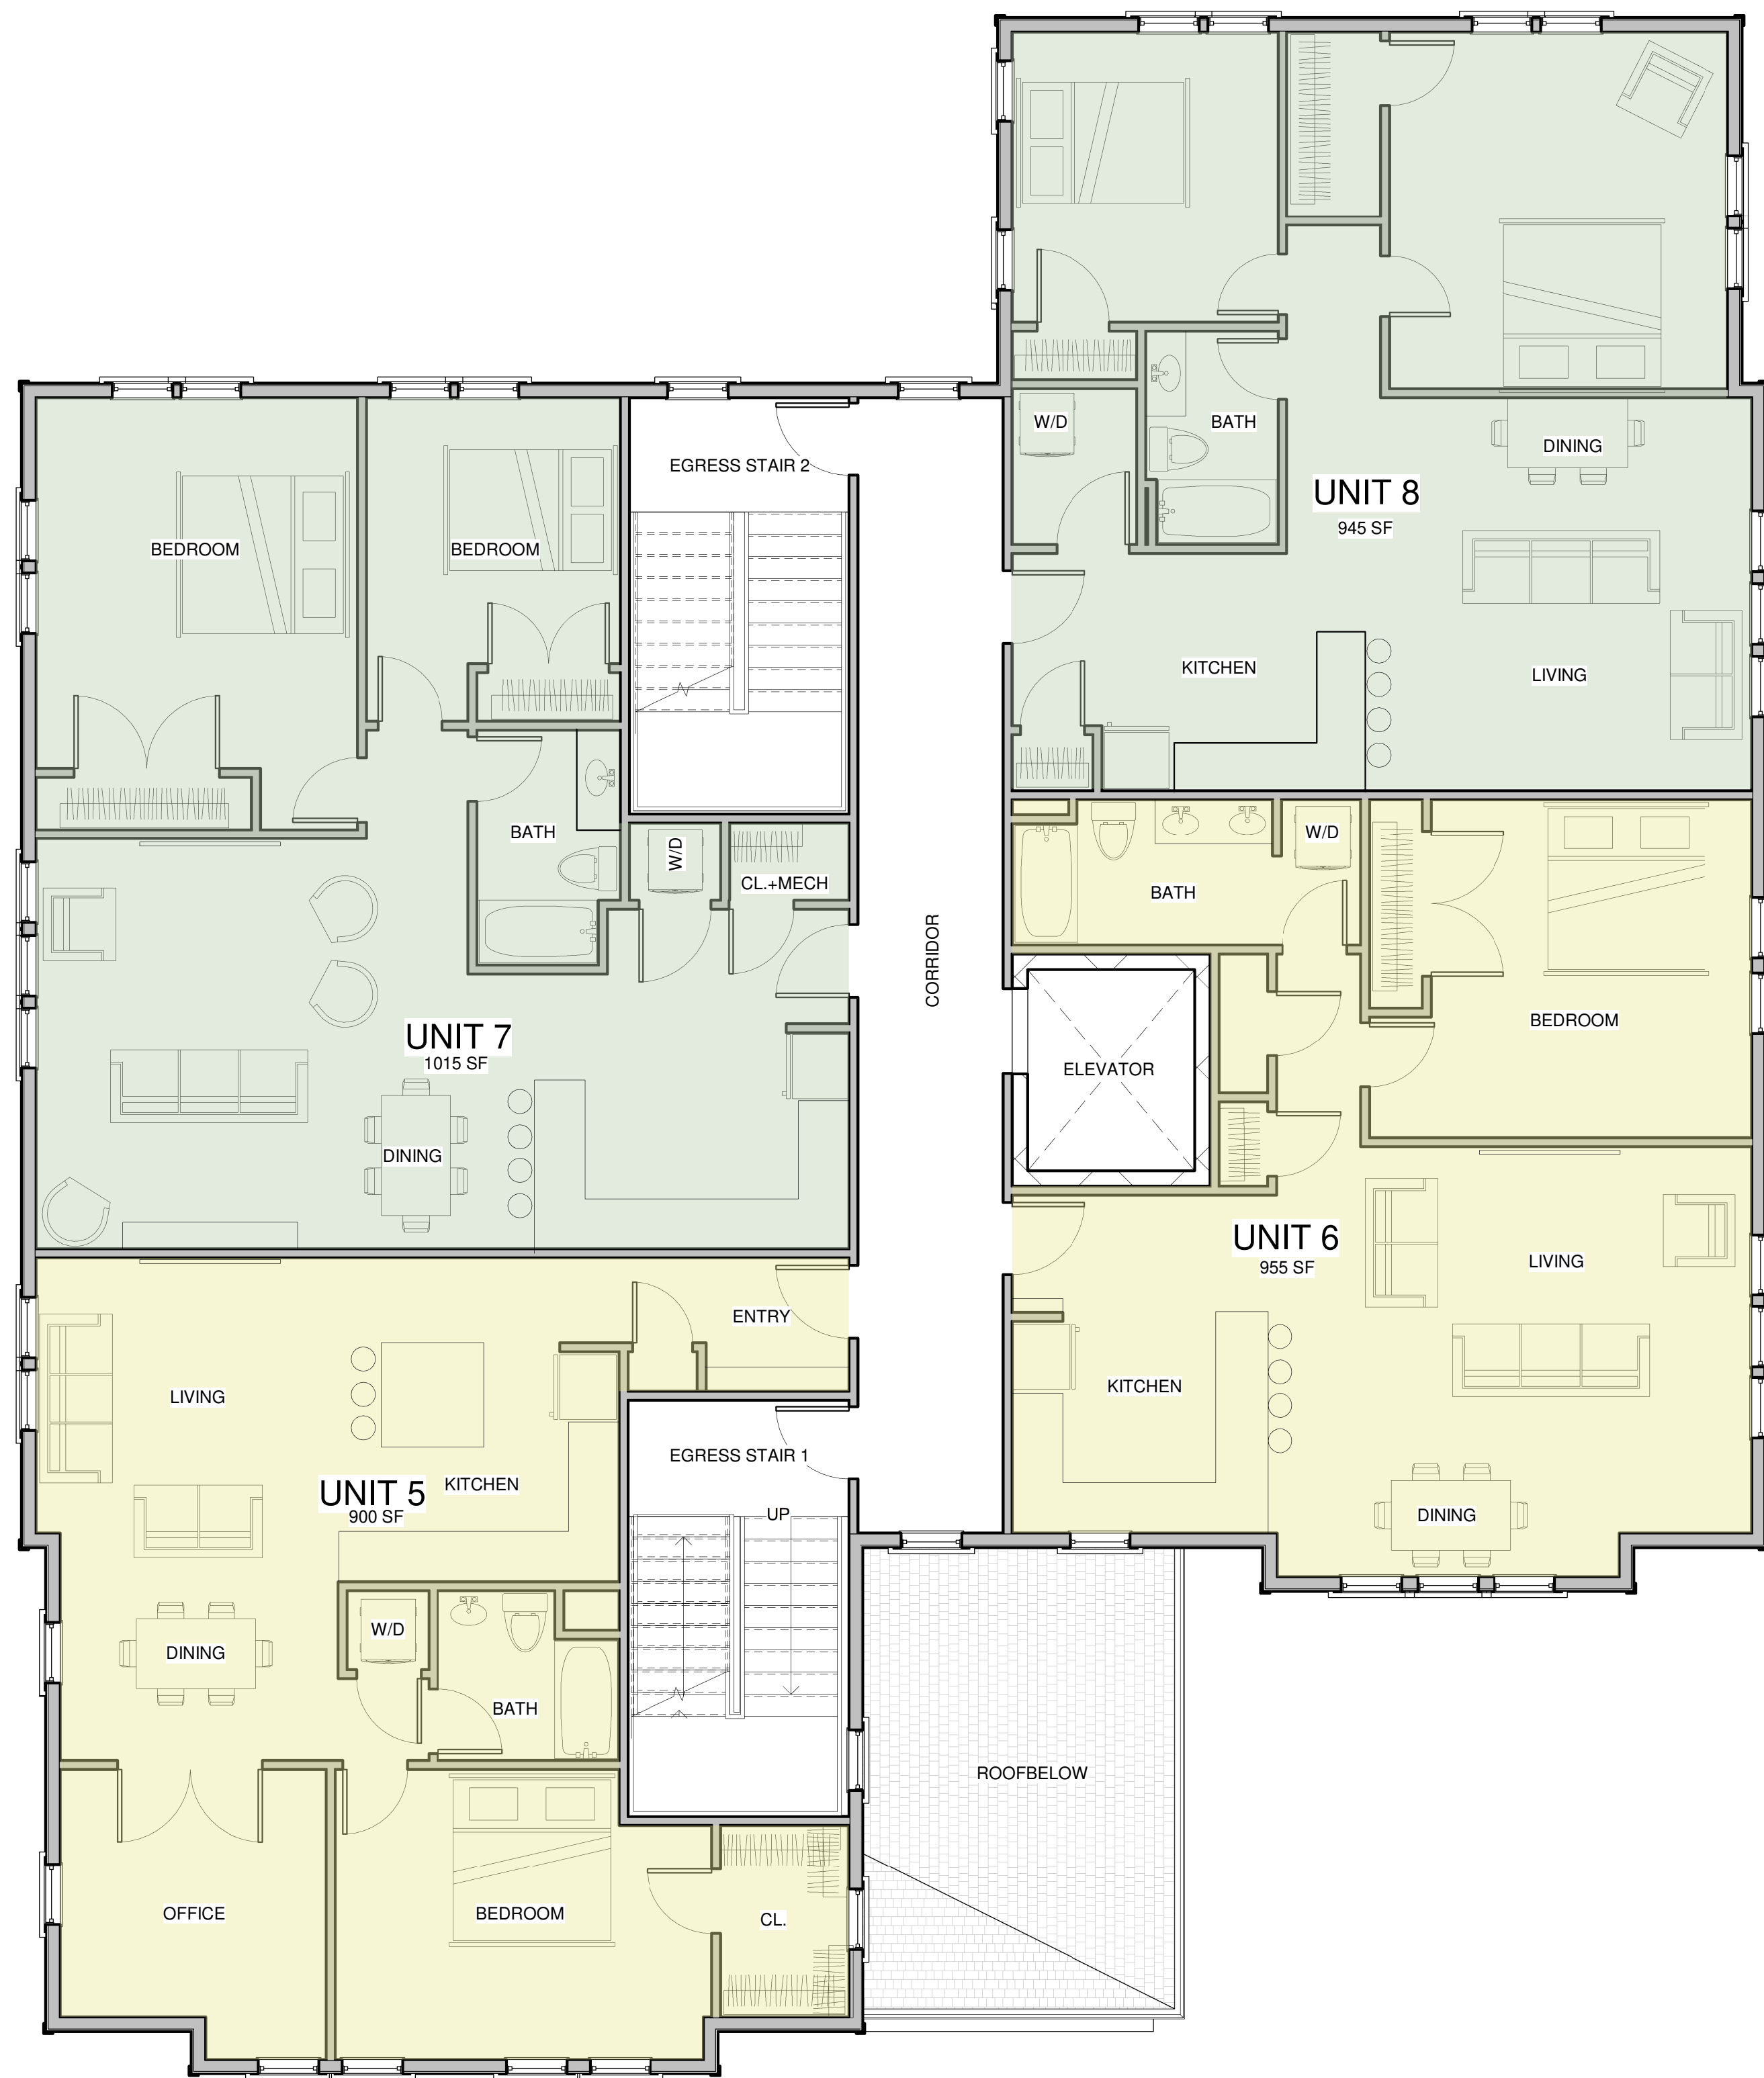 W/D
BATH
DINING
UNIT 8
945 SF
KITCHEN
LIVING
EGRESS STAIR 2
BEDROOM
BEDROOM
BATH
W/D
CL.+MECH
UNIT 7
1015 SF
DINING
CORRIDOR
W/D
BATH
BEDROOM
ELEVATOR
UNIT 6
955 SF
LIVING
KITCHEN
DINING
ENTRY
LIVING
KITCHEN
UNIT 5
900 SF
EGRESS STAIR 1
UP
DINING
W/D
BATH
OFFICE
BEDROOM
CL.
ROOFBELOW